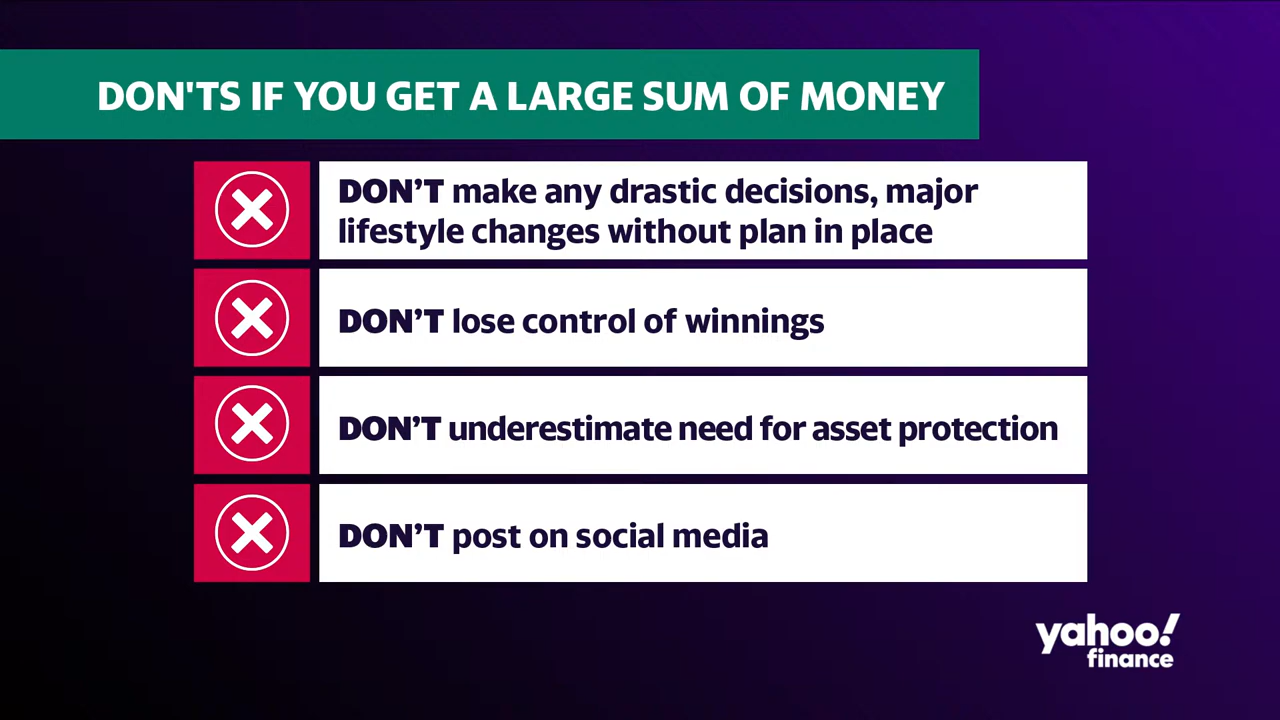 DON'TS IF YOU GET A LARGE SUM OF MONEY
DON’T make any drastic decisions, major
lifestyle changes without plan in place
DON’T lose control of winnings
DON’T underestimate need for asset protection
DON’T post on social media
yahoo!
finance